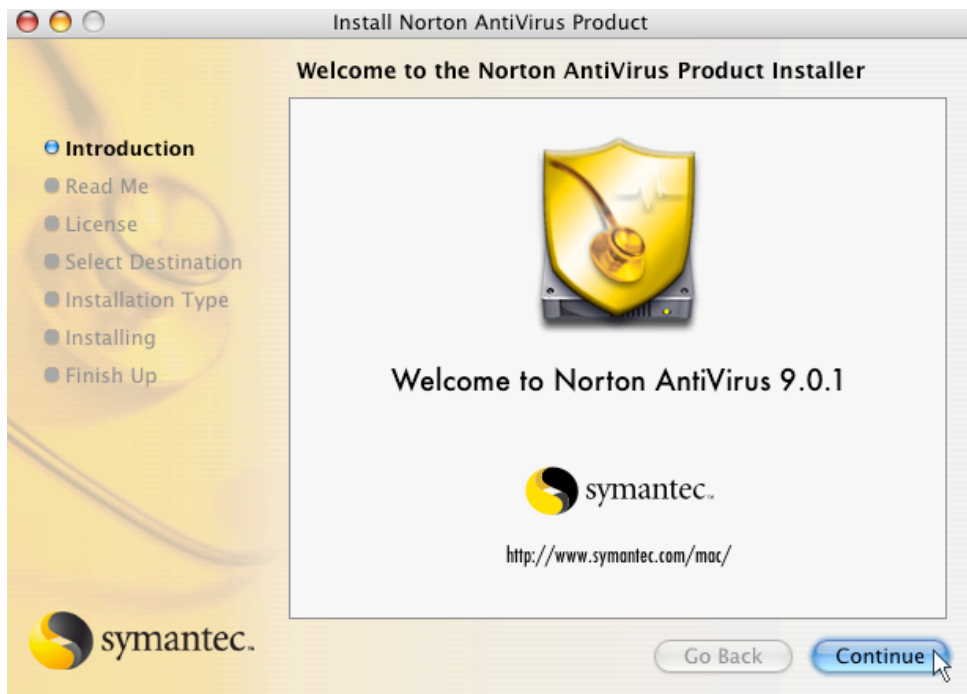 Install Norton AntiVirus Product
Welcome to the Norton AntiVirus Product Installer
Introduction
Read Me
License
Select Destination
Installation Type
Installing
Finish Up
Welcome to Norton AntiVirus 9.0.1
symantec.
http://www.symantec.com/mac/
symantec.
Go Back
Continue